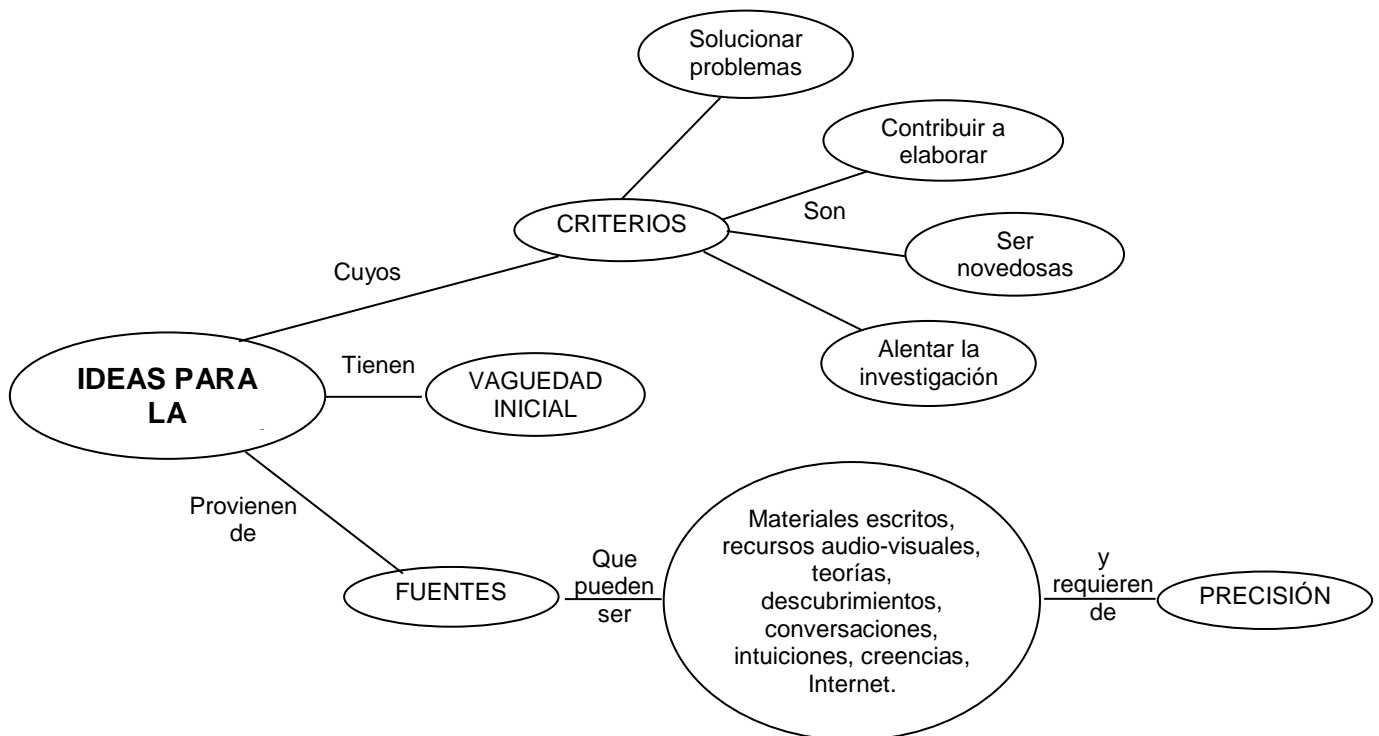 Solucionar
problemas
Contribuir a
elaborar
Son
CRITERIOS
Ser
novedosas
Cuyos
Alentar la
investigación
Tienen
IDEAS PARA
LA
VAGUEDAD
INICIAL
Provienen
de
Materiales escritos,
recursos audio-visuales,
teorías,
descubrimientos,
conversaciones,
intuiciones, creencias,
Internet.
FUENTES
Que
pueden
ser
y
requieren
de
PRECISIÓN